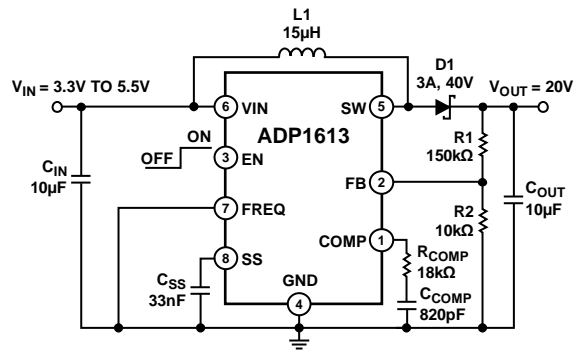 L1
15µH
D1
3A, 40V
V_IN = 3.3V TO 5.5V
V_OUT = 20V
6
VIN
SW
5
ADP1613
ON
OFF
3
EN
R1
150kΩ
C_IN
10µF
FB
2
C_OUT
10µF
7
FREQ
R2
10kΩ
COMP
1
8
SS
R_COMP
18kΩ
C_SS
33nF
GND
4
C_COMP
820pF